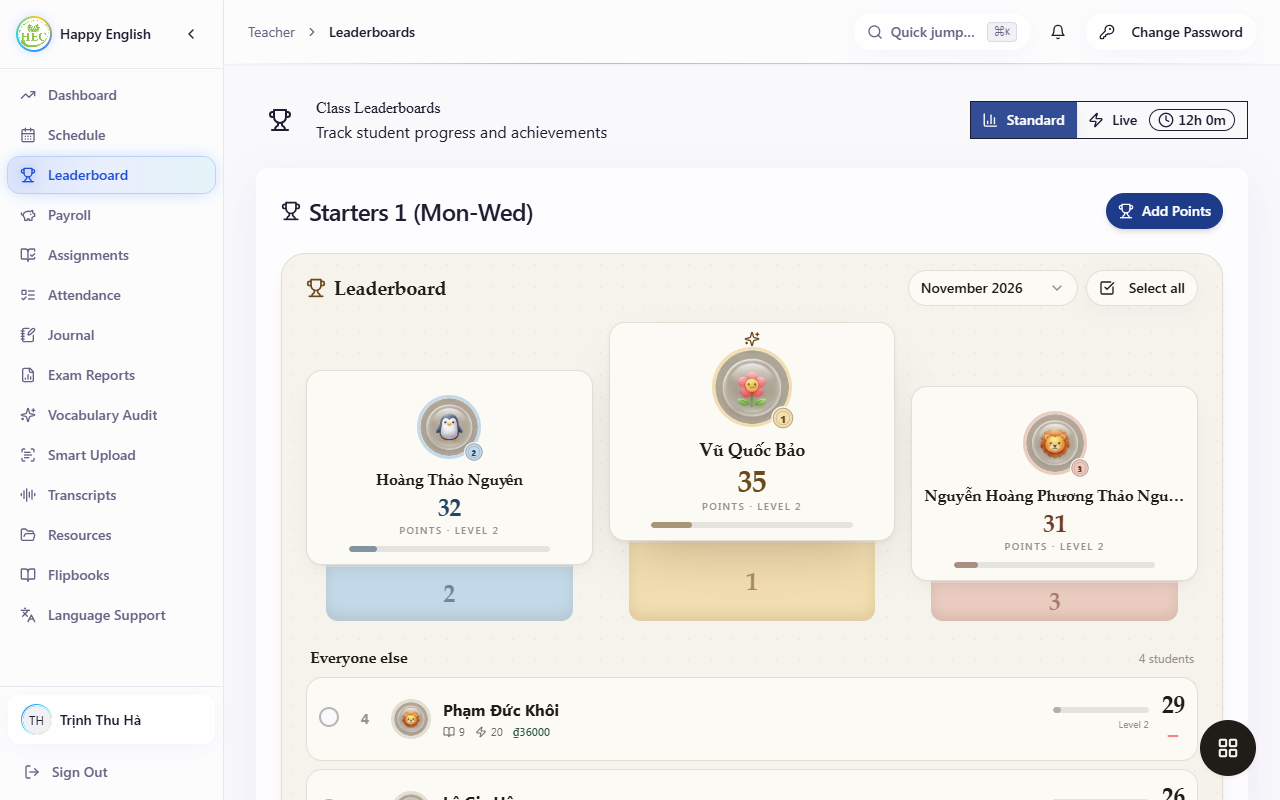 HEC
Happy English
Dashboard
Schedule
Leaderboard
Payroll
Assignments
Attendance
Journal
Exam Reports
Vocabulary Audit
Smart Upload
Transcripts
Resources
Flipbooks
Language Support
TH
Trịnh Thu Hà
Sign Out
Teacher > Leaderboards
Quick jump... ⌘K
Change Password
Class Leaderboards
Track student progress and achievements
Standard
Live
12h 0m
Starters 1 (Mon-Wed)
Add Points
Leaderboard
November 2026
Select all
2
Hoàng Thảo Nguyên
32
POINTS · LEVEL 2
2
1
Vũ Quốc Bảo
35
POINTS · LEVEL 2
1
3
Nguyễn Hoàng Phương Thảo Ngu...
31
POINTS · LEVEL 2
3
Everyone else
4 students
4
Phạm Đức Khôi
9 20 ₫36000
Level 2
29
26